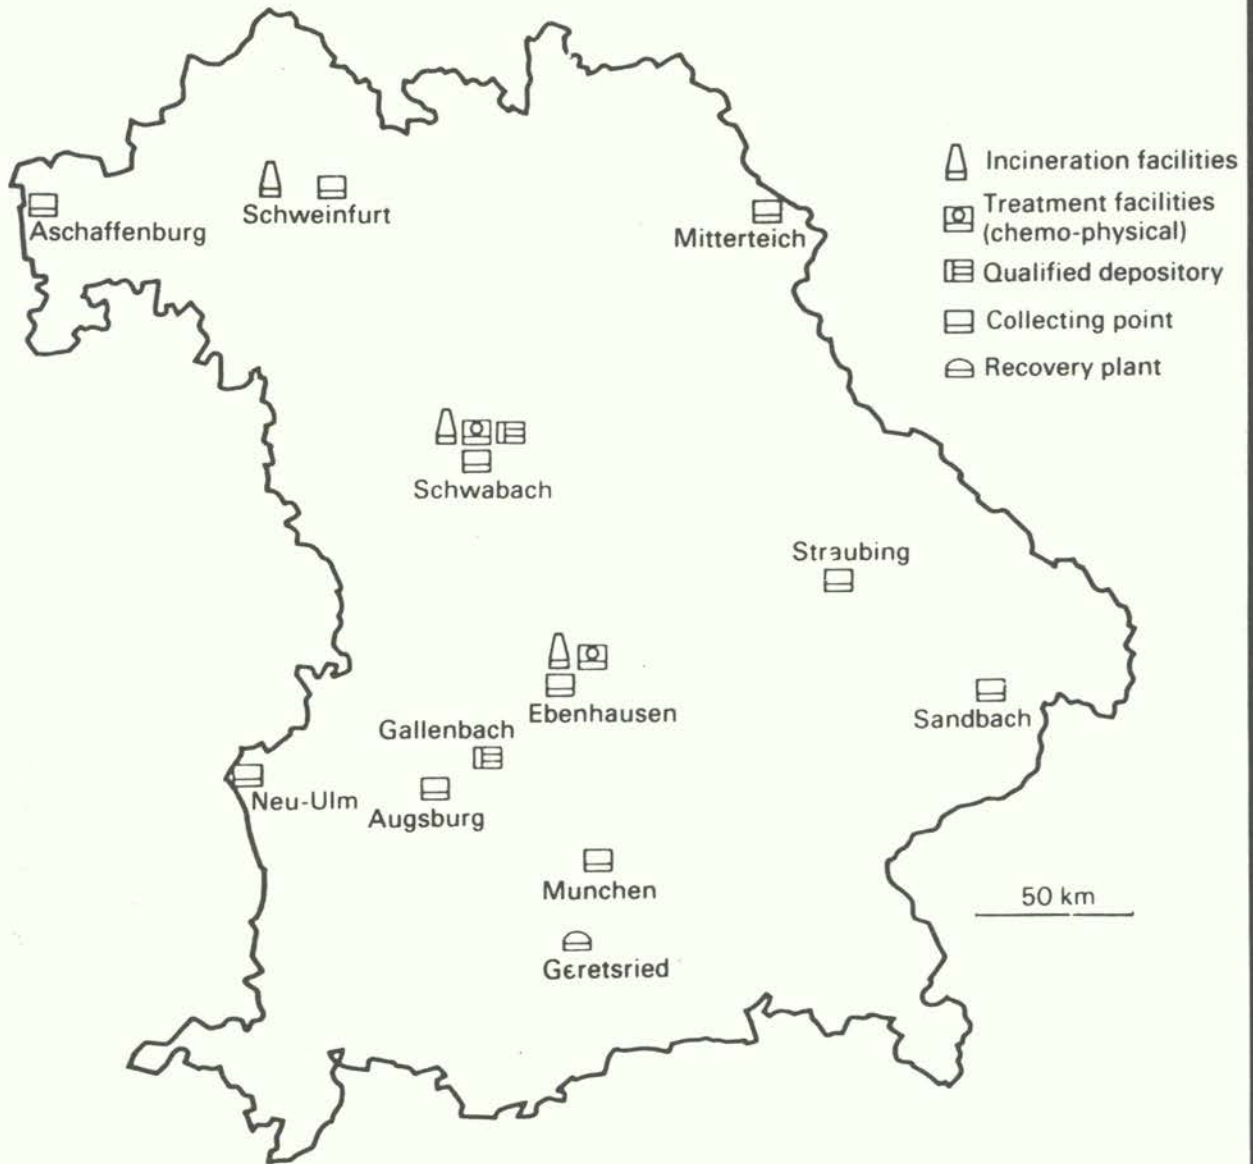 Incineration facilities
Treatment facilities
(chemo-physical)
Qualified depository
Collecting point
Recovery plant
Aschaffenburg
Schweinfurt
Mitterteich
Schwabach
Straubing
Ebenhausen
Sandbach
Gallenbach
Neu-Ulm
Augsburg
Munchen
50 km
Geretsried